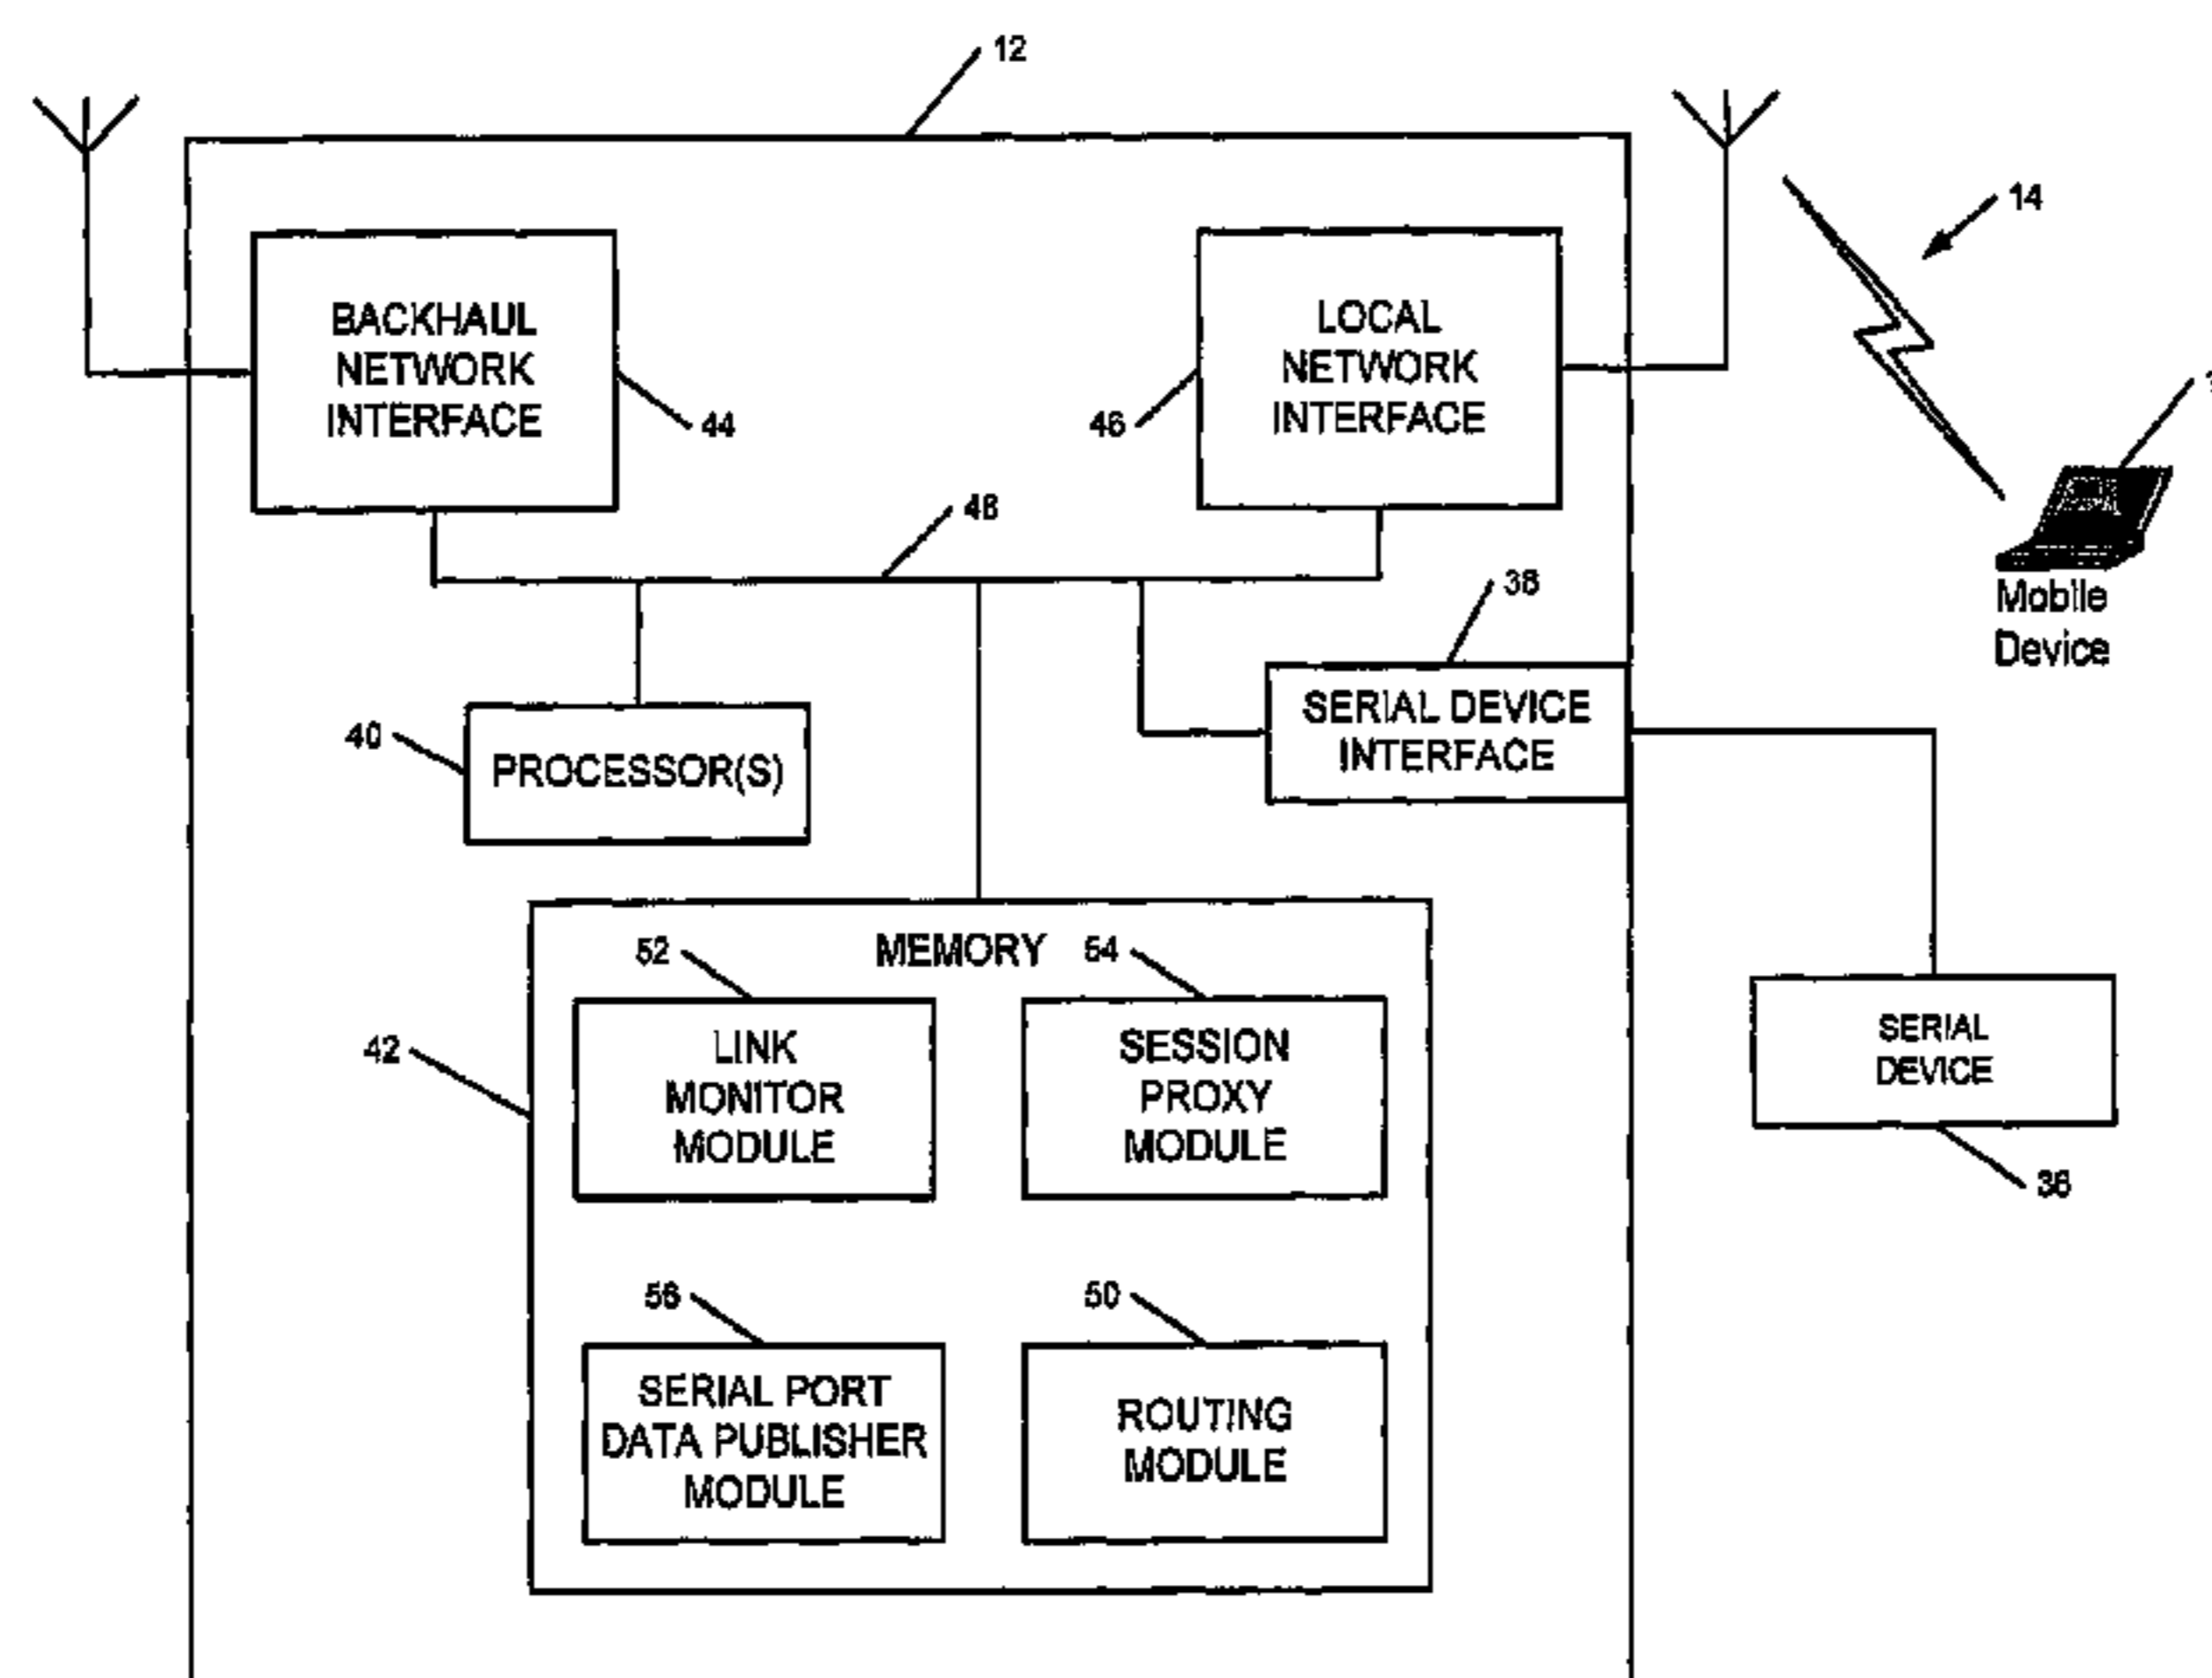 12
14
BACKHAUL
NETWORK
INTERFACE
44
LOCAL
NETWORK
INTERFACE
46
48
Mobile
Device
38
SERIAL DEVICE
INTERFACE
40
PROCESSOR(S)
MEMORY
52
54
42
LINK
MONITOR
MODULE
SESSION
PROXY
MODULE
SERIAL
DEVICE
36
56
50
SERIAL PORT
DATA PUBLISHER
MODULE
ROUTING
MODULE